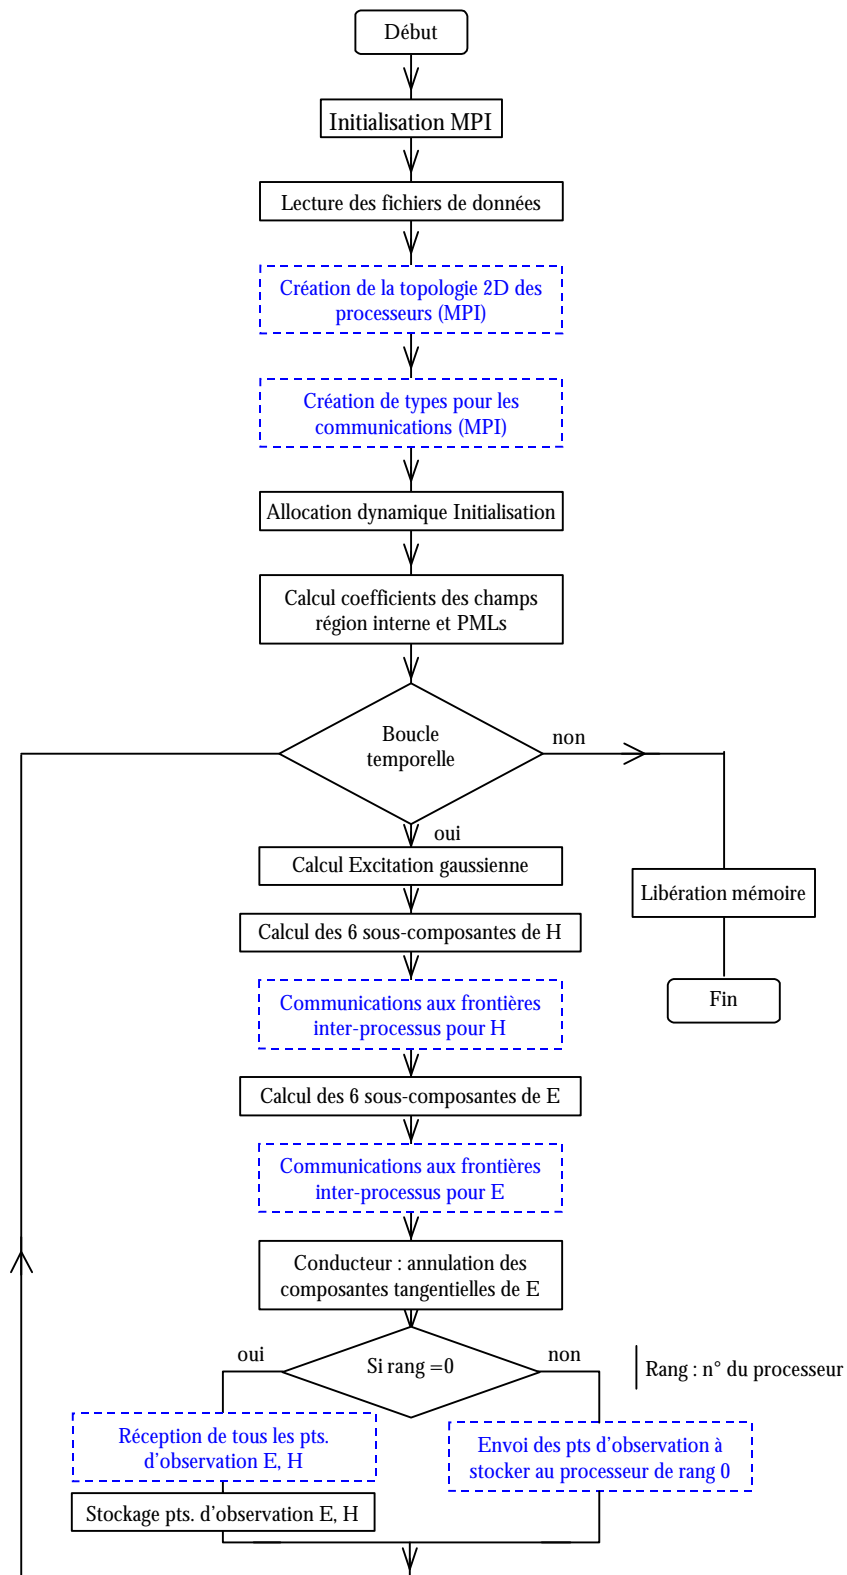 Début
Initialisation MPI
Lecture des fichiers de données
Création de la topologie 2D des
processeurs (MPI)
Création de types pour les
communications (MPI)
Allocation dynamique Initialisation
Calcul coefficients des champs
région interne et PMLs
Boucle
temporelle
non
oui
Calcul Excitation gaussienne
Libération mémoire
Calcul des 6 sous-composantes de H
Fin
Communications aux frontières
inter-processus pour H
Calcul des 6 sous-composantes de E
Communications aux frontières
inter-processus pour E
Conducteur : annulation des
composantes tangentielles de E
oui
Si rang =0
non
Rang : n° du processeur
Réception de tous les pts.
d'observation E, H
Envoi des pts d'observation à
stocker au processeur de rang 0
Stockage pts. d'observation E, H